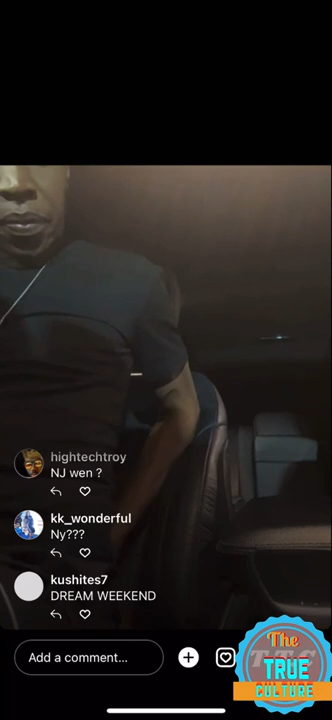 hightechtroy
NJ wen ?
kk_wonderful
Ny???
kushites7
DREAM WEEKEND
Add a comment...
The
TRUE
CULTURE